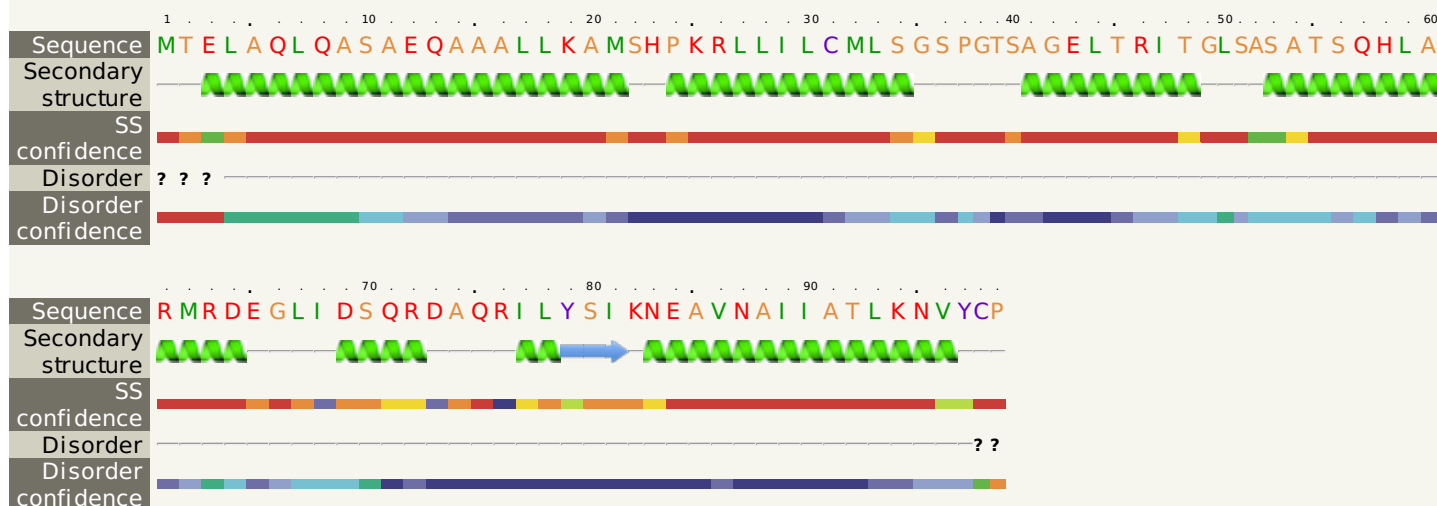 1 . . . . 10 . . . . 20 . . . . 30 . . . . 40 . . . . 50 . . . . 60
Sequence M T E L A Q L Q A S A E Q A A A L L K A M S H P K R L L I L C M L S G S P G T S A G E L T R I T G L S A S A T S Q H L A
Secondary
structure
SS
confidence
Disorder ? ? ?
Disorder
confidence
. . . . . 70 . . . . 80 . . . . 90 . . . .
Sequence R M R D E G L I D S Q R D A Q R I L Y S I K N E A V N A I I A T L K N V Y C P
Secondary
structure
SS
confidence
Disorder ? ?
Disorder
confidence